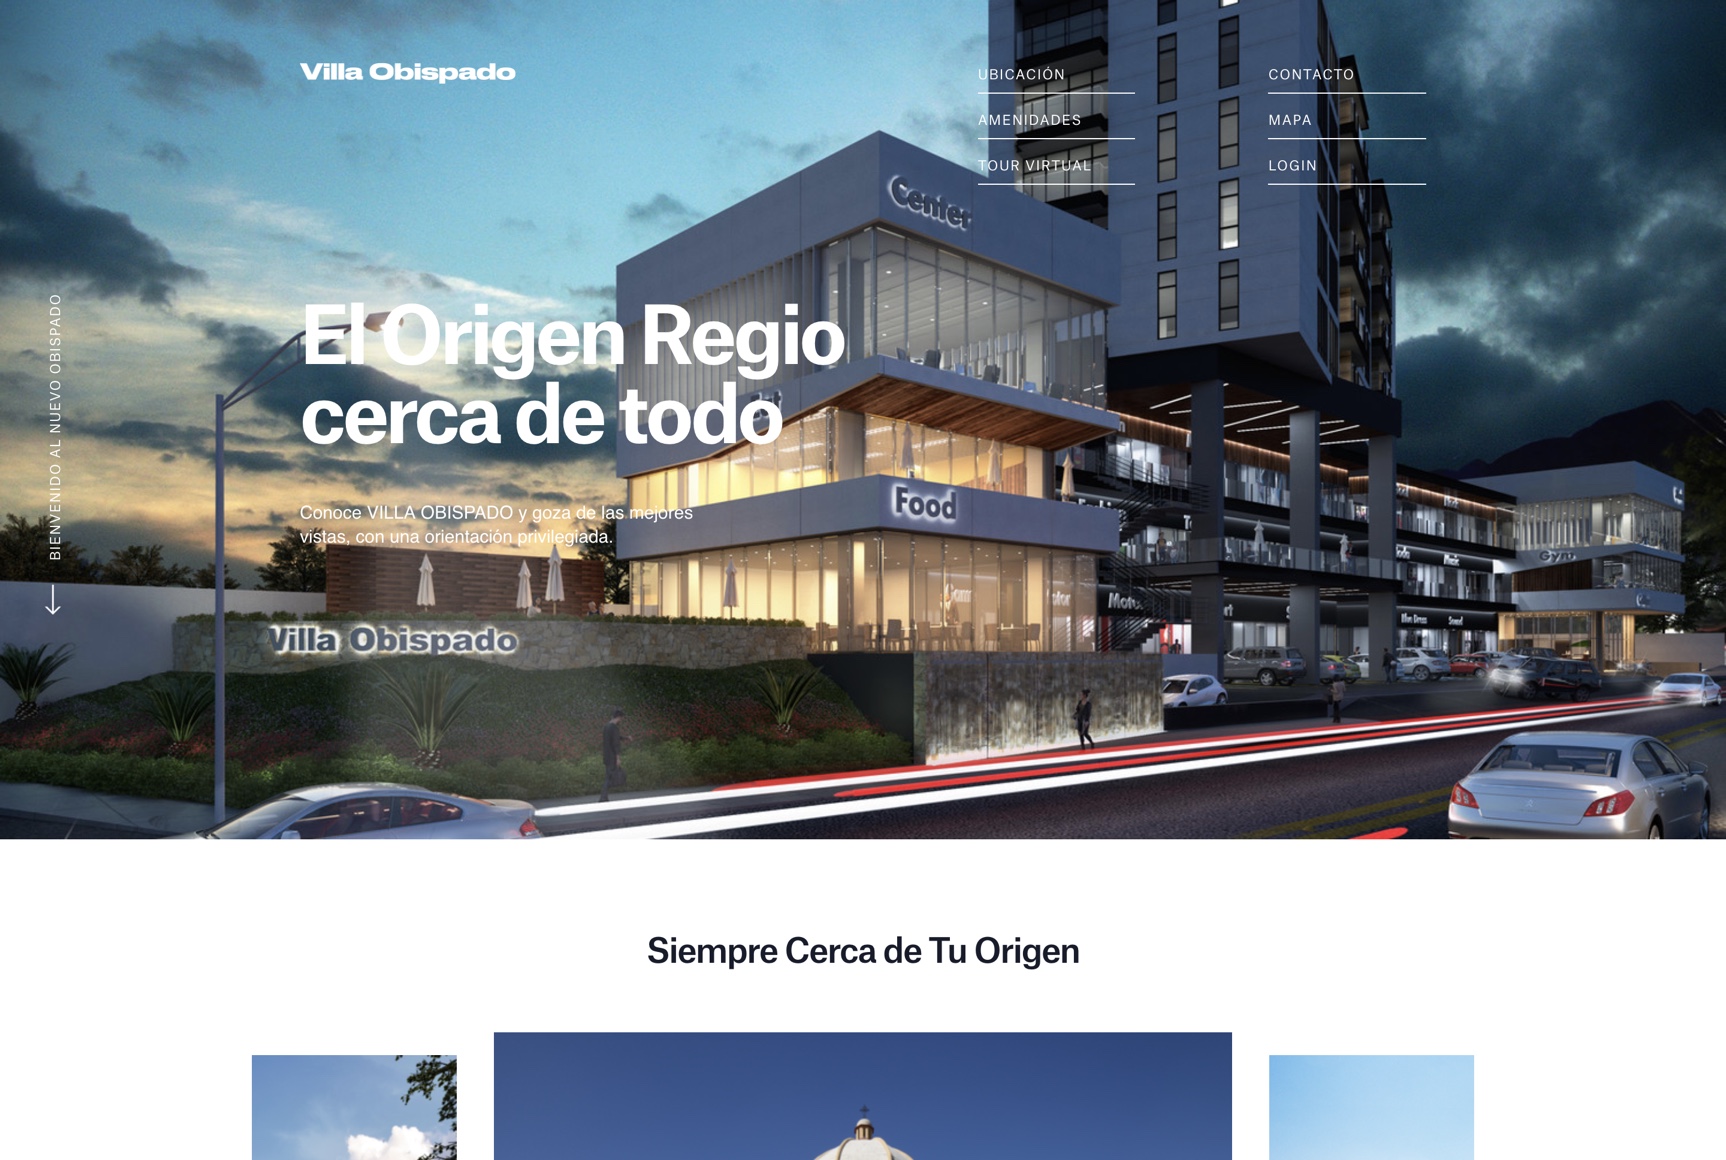 Villa Obispado
UBICACIÓN
CONTACTO
AMENIDADES
MAPA
TOUR VIRTUAL
LOGIN
Center
El Origen Regio
cerca de todo
BIENVENIDO AL NUEVO OBISPADO
Food
Conoce VILLA OBISPADO y goza de las mejores
vistas, con una orientación privilegiada.
Gym
Music
Villa Obispado
Siempre Cerca de Tu Origen